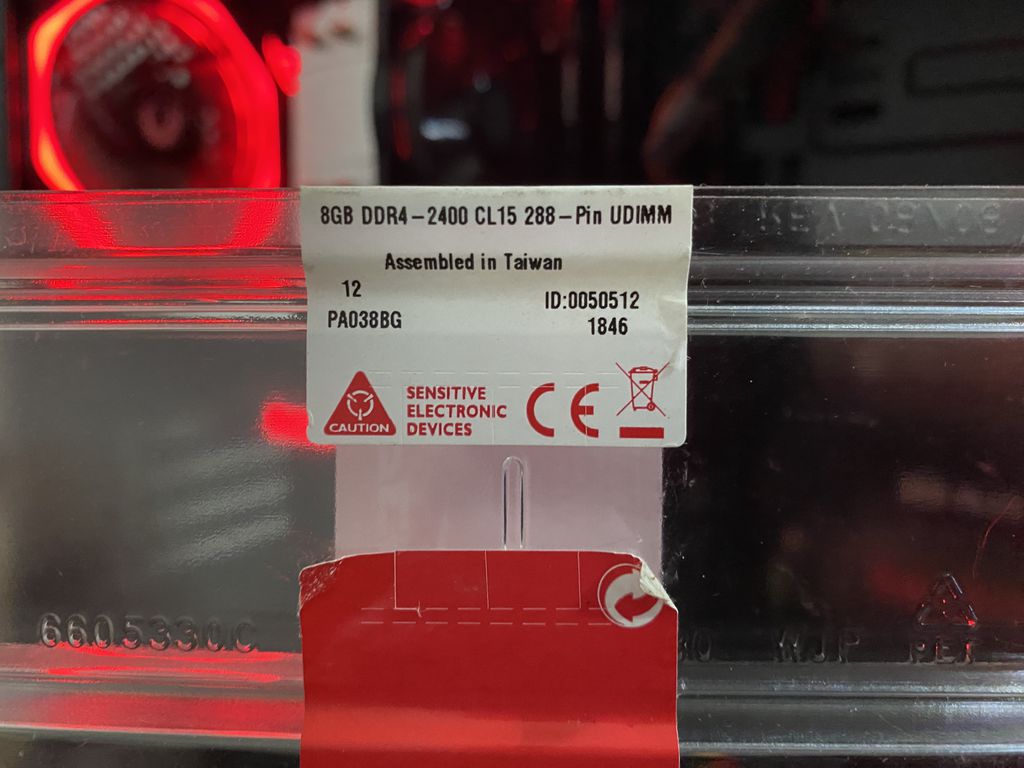 8GB DDR4-2400 CL15 288-Pin UDIMM
Assembled in Taiwan
12
ID:0050512
PA038BG
1846
CAUTION
SENSITIVE
ELECTRONIC
DEVICES
CE
6605330C
WJP
PET